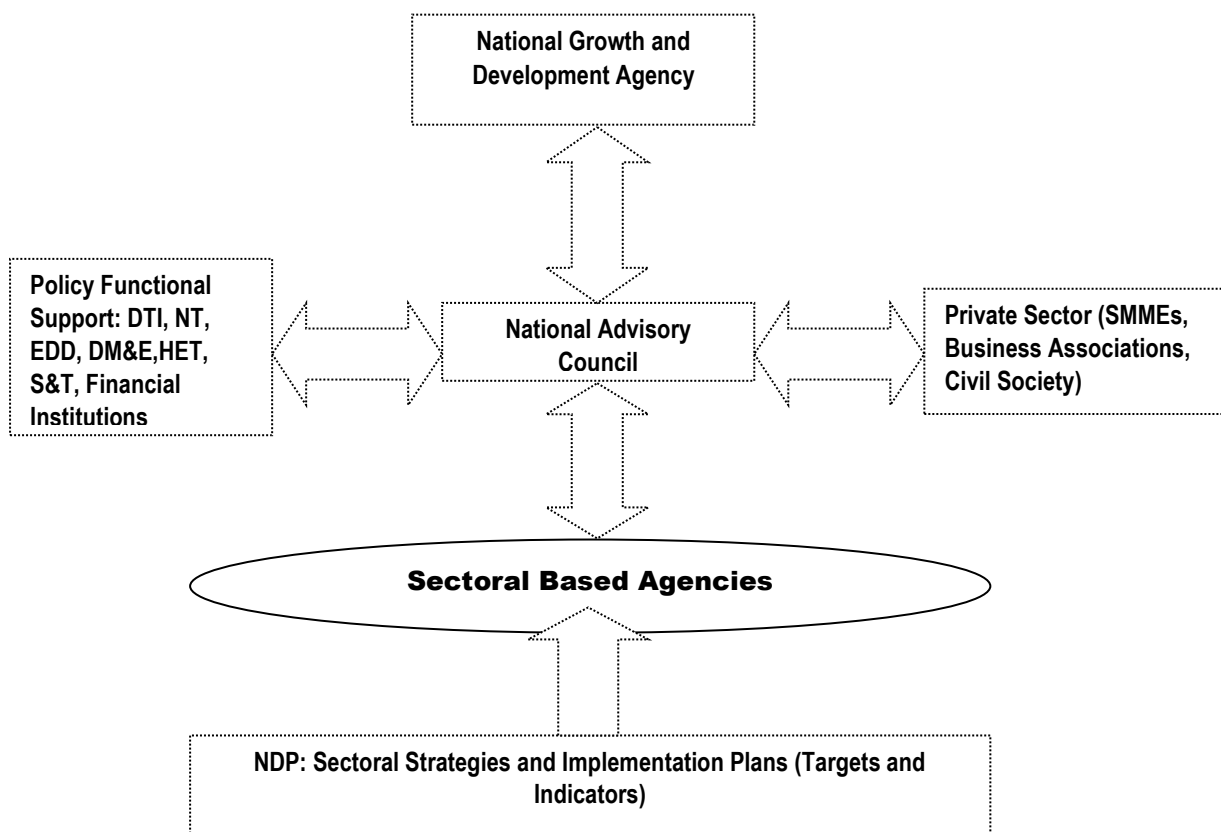 National Growth and
Development Agency
Policy Functional
Support: DTI, NT,
EDD, DM&E,HET,
S&T, Financial
Institutions
National Advisory
Council
Private Sector (SMMEs,
Business Associations,
Civil Society)
Sectoral Based Agencies
NDP: Sectoral Strategies and Implementation Plans (Targets and
Indicators)